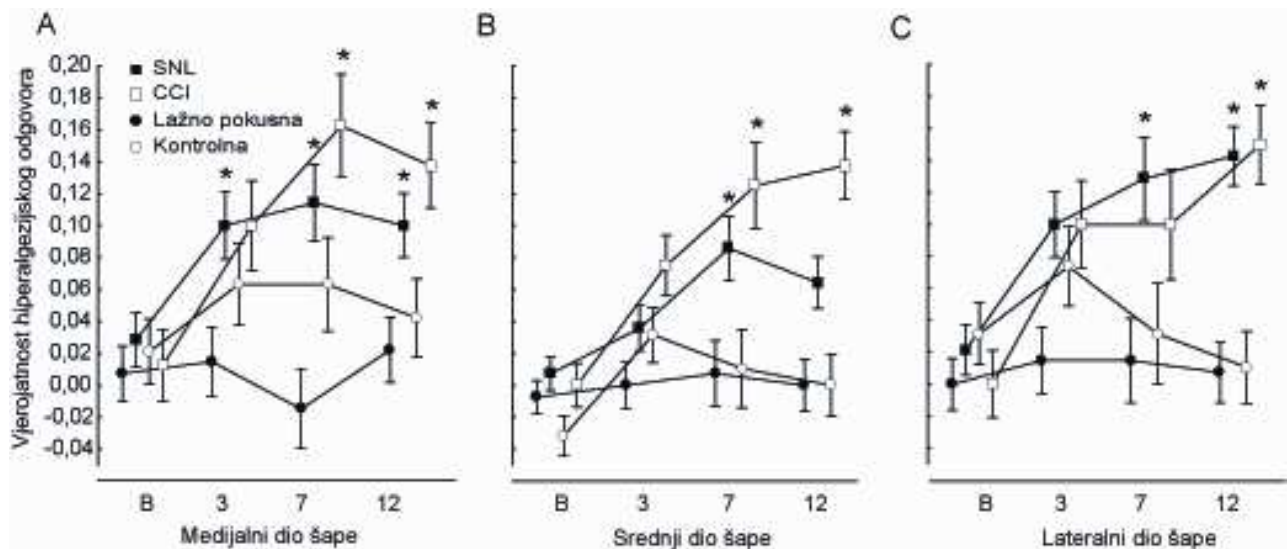 A
B
C
Vjerojatnost hiperalgezijskog odgovora
0,20
0,18
0,16
0,14
0,12
0,10
0,08
0,06
0,04
0,02
0,00
-0,02
-0,04
SNL
CCI
Lažno pokusna
Kontrolna
* * * * *
* * *
* * *
B 3 7 12
B 3 7 12
B 3 7 12
Medijalni dio šape
Srednji dio šape
Lateralni dio šape